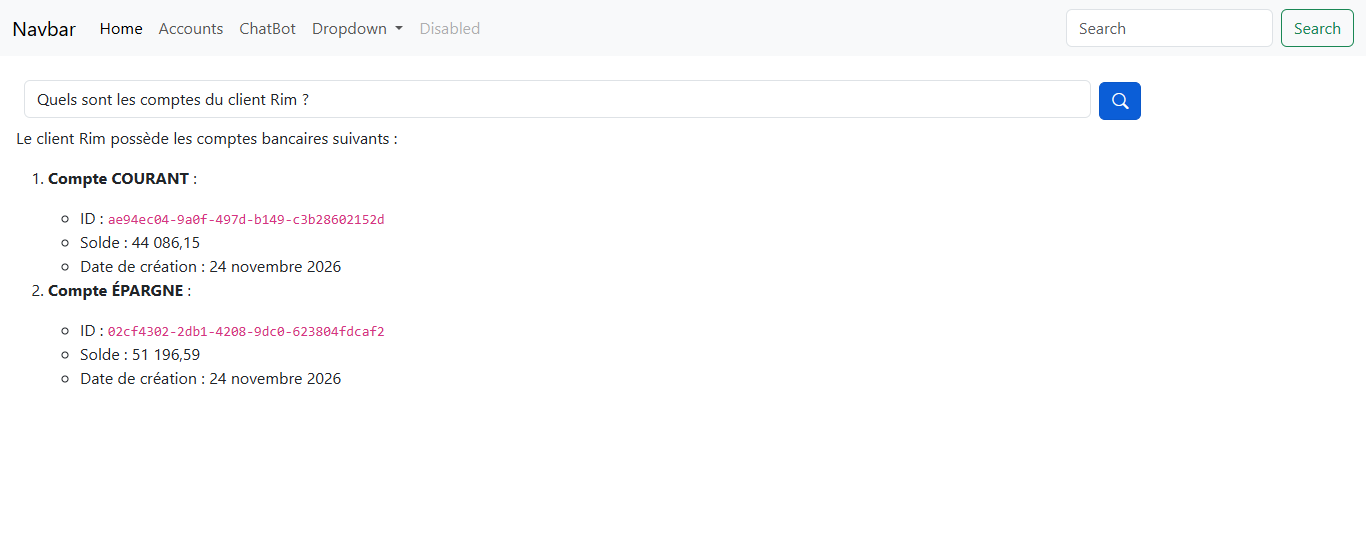 Navbar Home Accounts ChatBot Dropdown Disabled Search Search
Quels sont les comptes du client Rim ?
Le client Rim possède les comptes bancaires suivants :
1. Compte COURANT :
ID : ae94ec04-9a0f-497d-b149-c3b28602152d
Solde : 44 086,15
Date de création : 24 novembre 2026
2. Compte ÉPARGNE :
ID : 02cf4302-2db1-4208-9dc0-623804fdcaf2
Solde : 51 196,59
Date de création : 24 novembre 2026